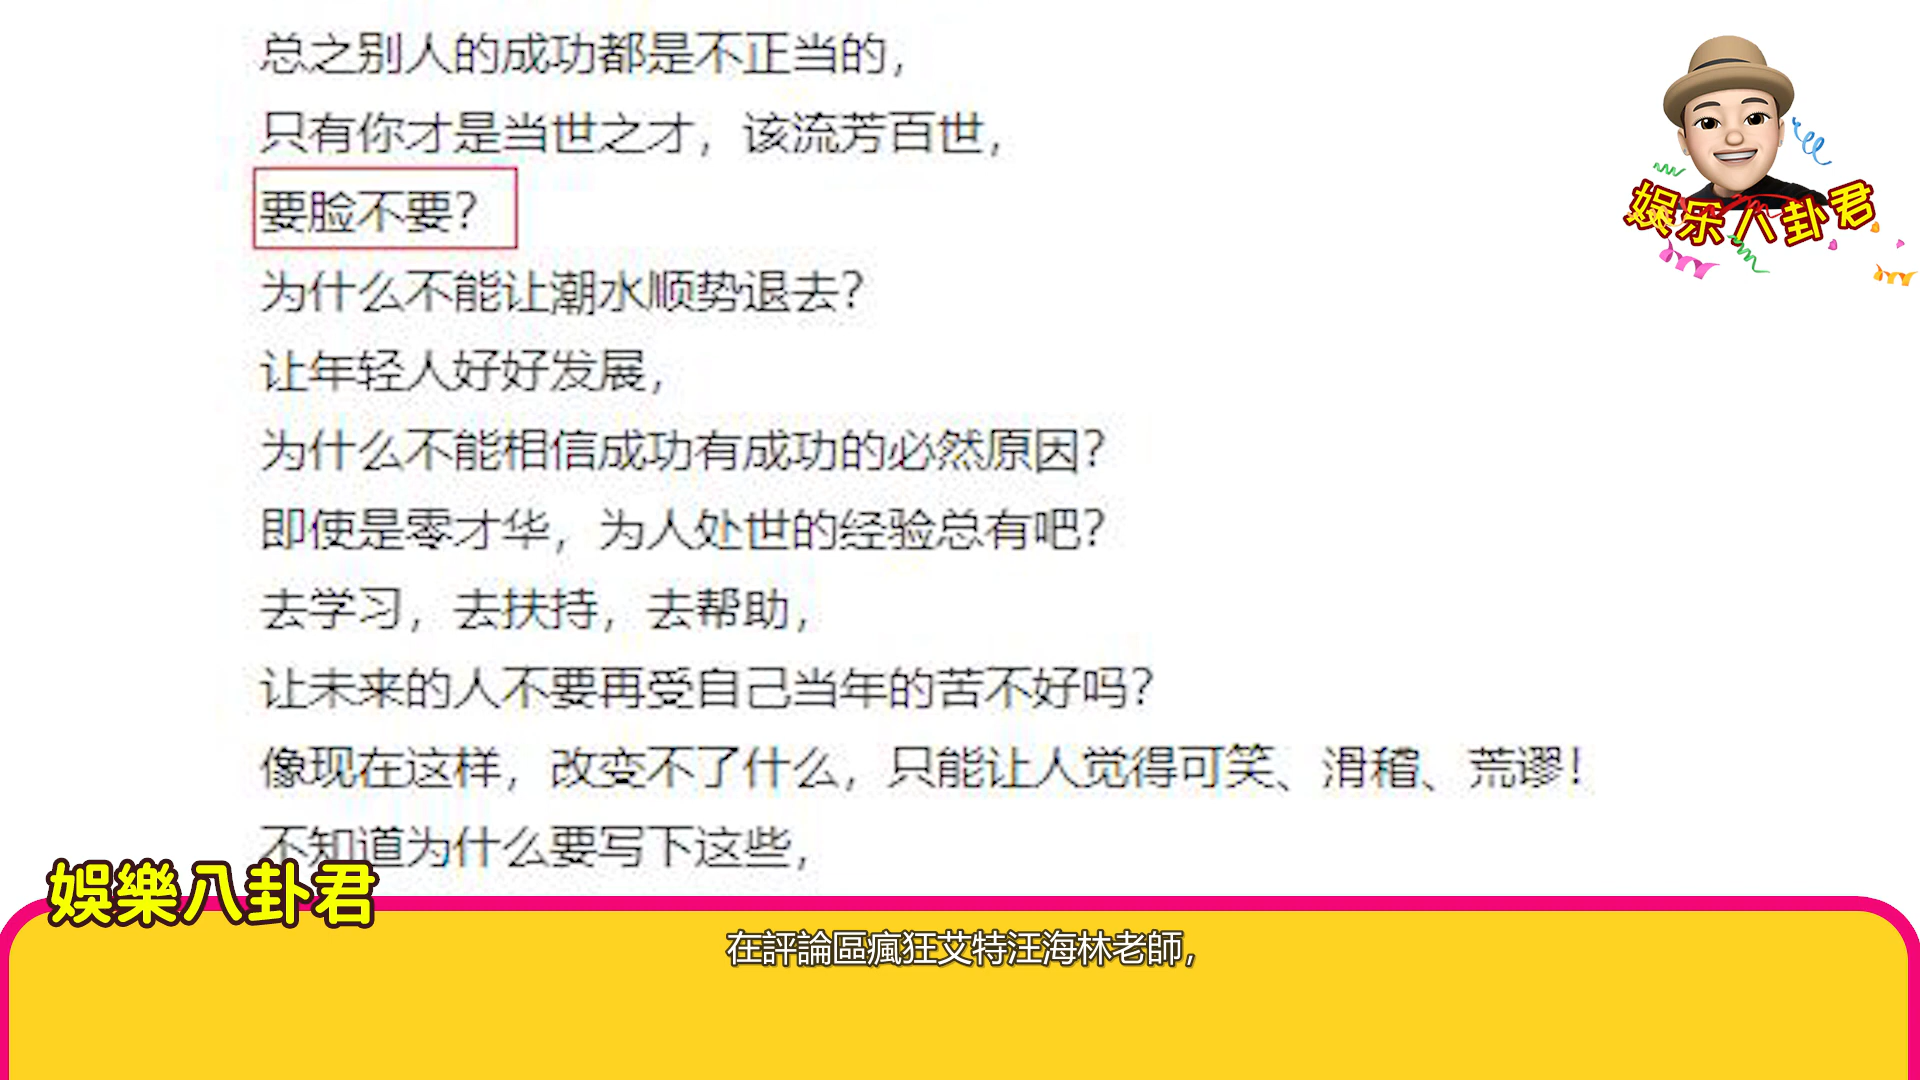 总之别人的成功都是不正当的，
只有你才是当世之才，该流芳百世，
要脸不要？
为什么不能让潮水顺势退去？
让年轻人好好发展，
为什么不能相信成功有成功的必然原因？
即使是零才华，为人处世的经验总有吧？
去学习，去扶持，去帮助，
让未来的人不要再受自己当年的苦不好吗？
像现在这样，改变不了什么，只能让人觉得可笑、滑稽、荒谬！
不知道为什么要写下这些，
娱乐八卦君
娛樂八卦君
在評論區瘋狂艾特汪海林老師，